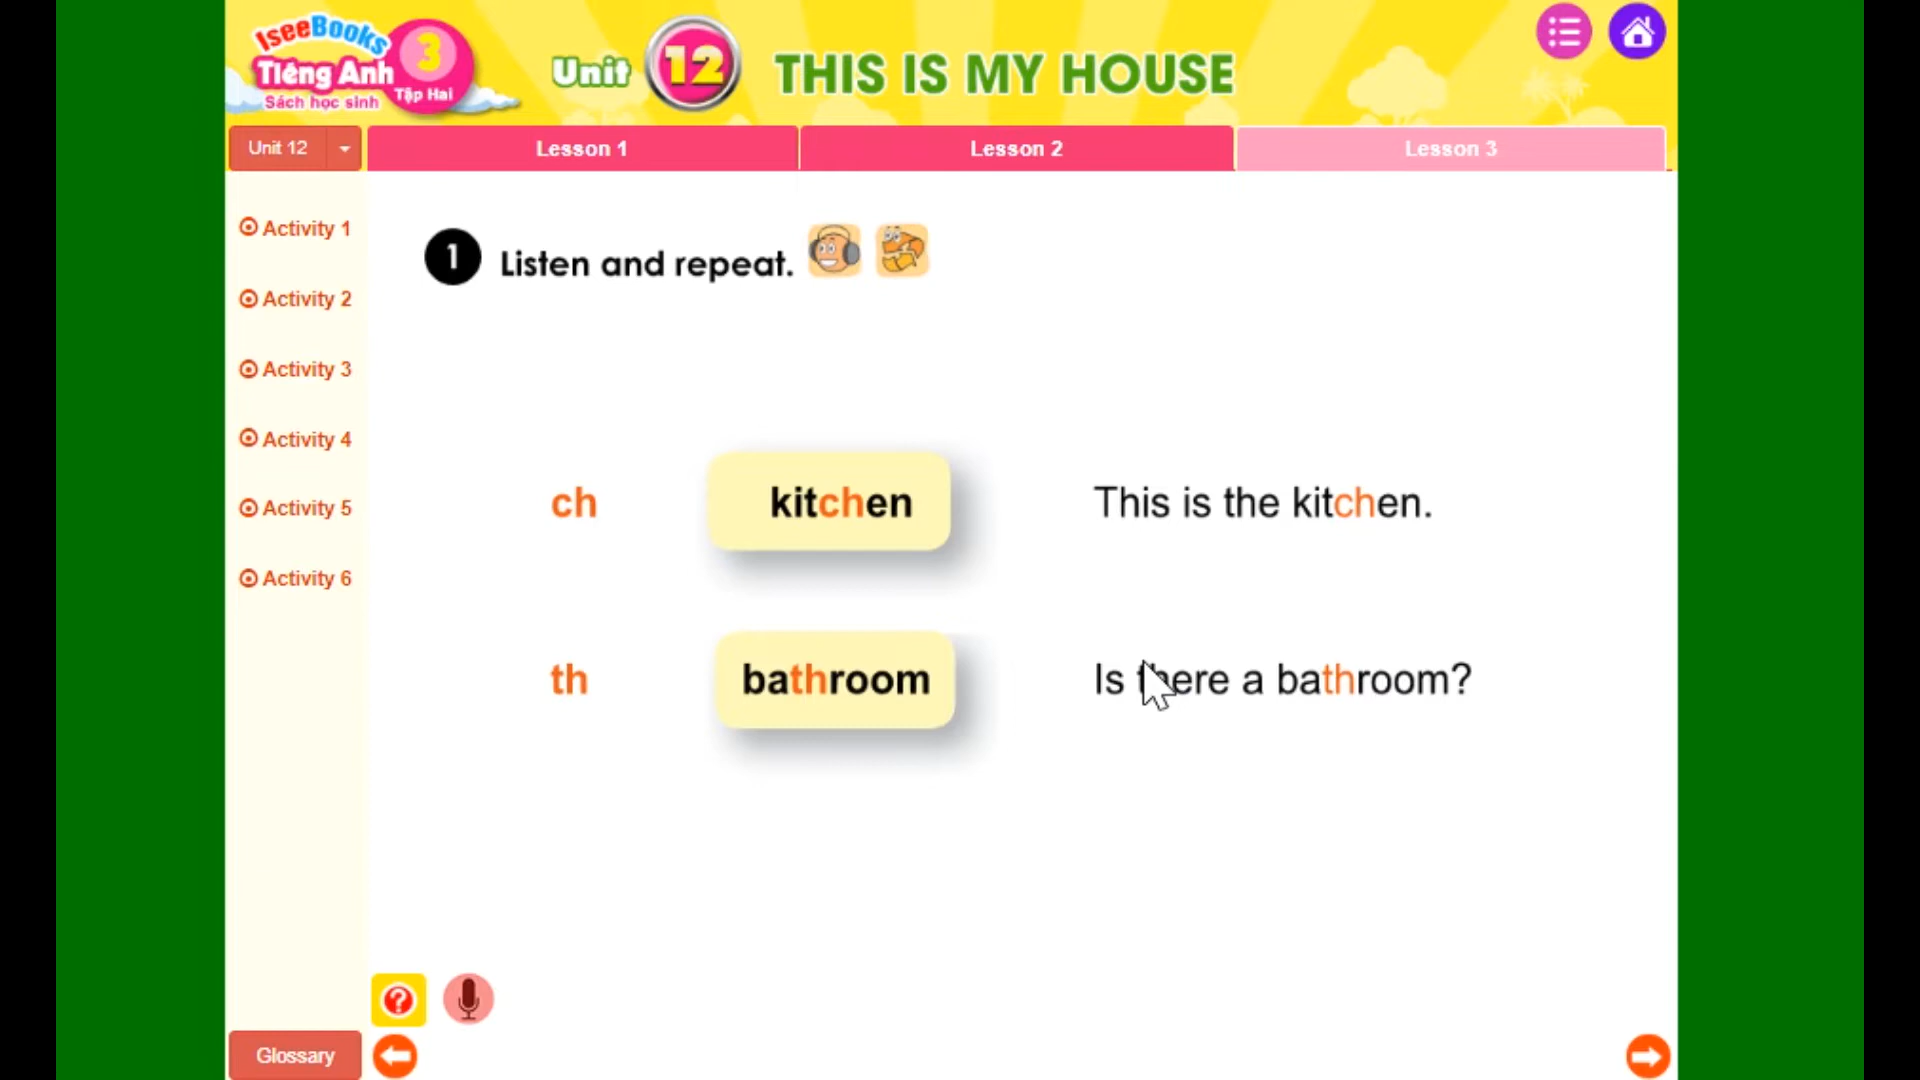 IseeBooks
Tiếng Anh 3
Sách học sinh Tập Hai
Unit 12 THIS IS MY HOUSE
Unit 12 Lesson 1 Lesson 2 Lesson 3
Activity 1
Activity 2
Activity 3
Activity 4
Activity 5
Activity 6
1 Listen and repeat.
ch kitchen This is the kitchen.
th bathroom Is there a bathroom?
?
Glossary